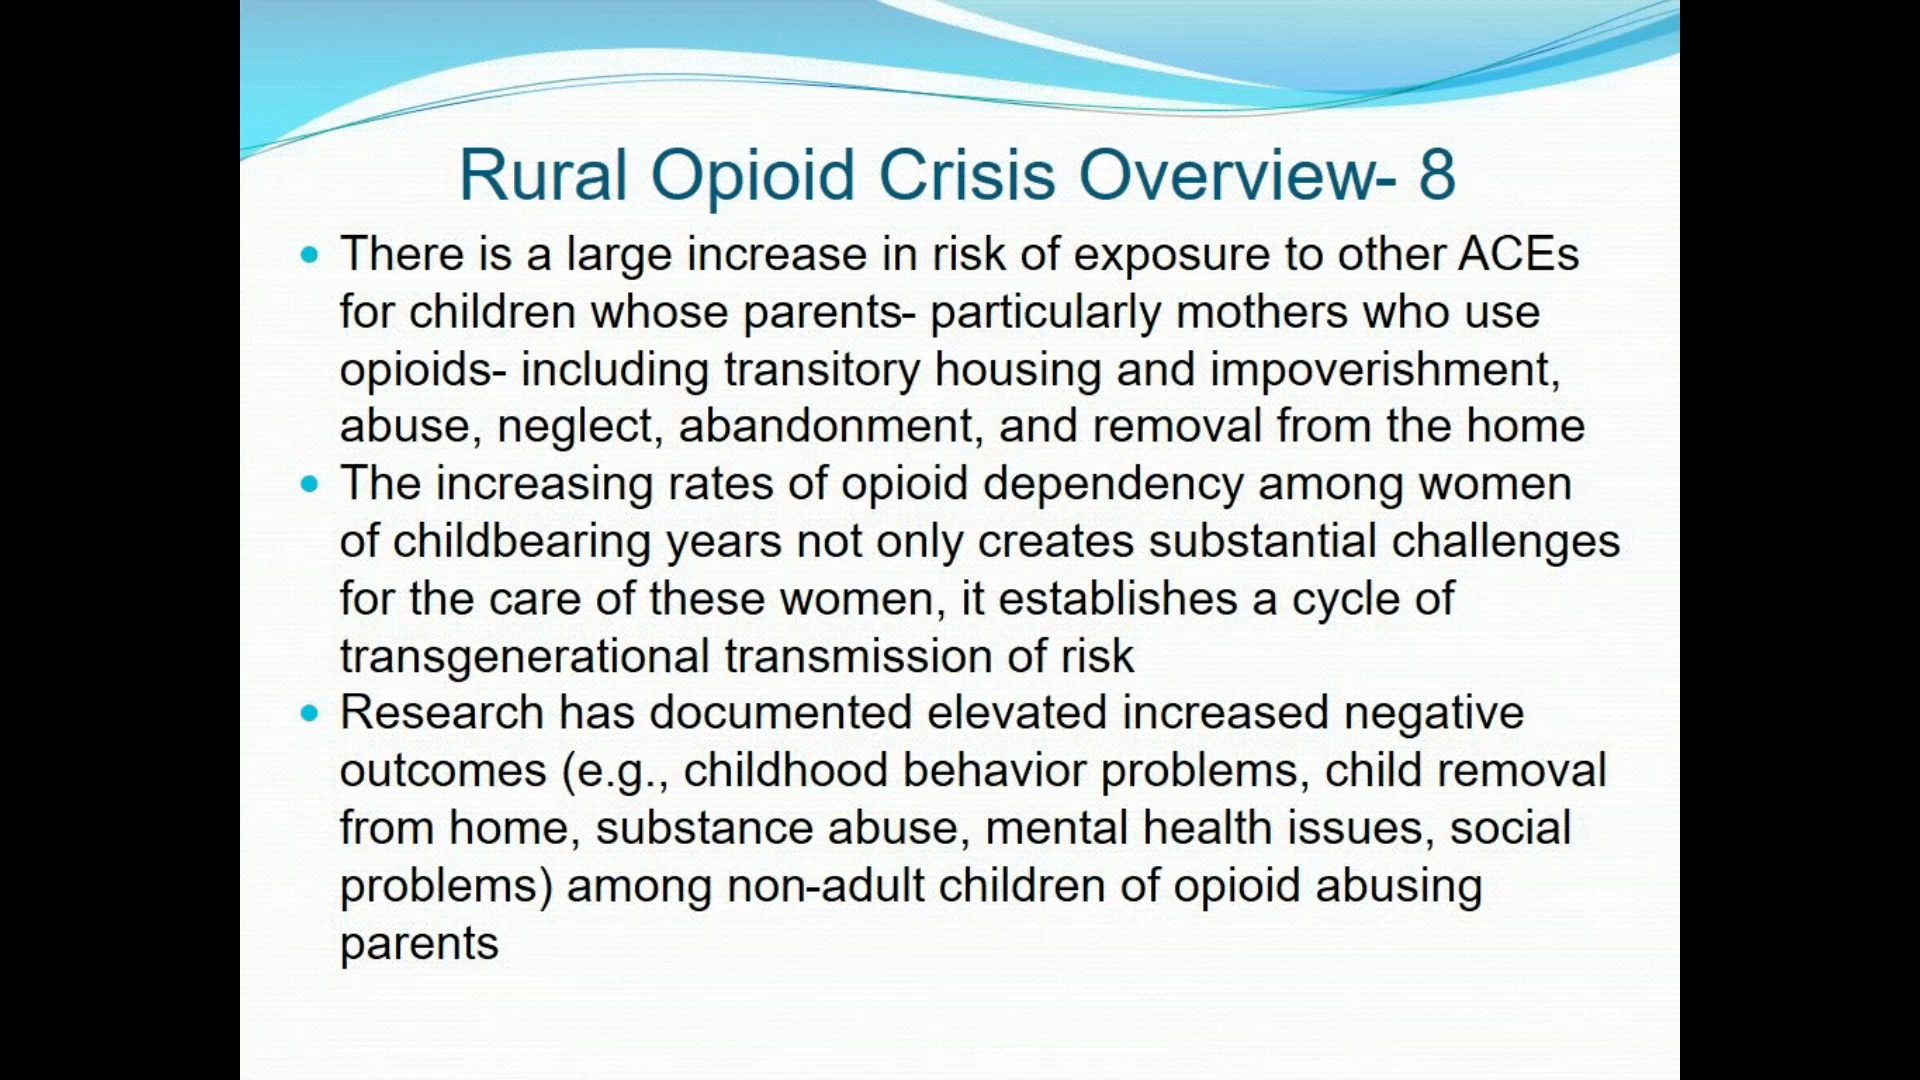 Rural Opioid Crisis Overview- 8
• There is a large increase in risk of exposure to other ACEs
for children whose parents- particularly mothers who use
opioids- including transitory housing and impoverishment,
abuse, neglect, abandonment, and removal from the home
• The increasing rates of opioid dependency among women
of childbearing years not only creates substantial challenges
for the care of these women, it establishes a cycle of
transgenerational transmission of risk
• Research has documented elevated increased negative
outcomes (e.g., childhood behavior problems, child removal
from home, substance abuse, mental health issues, social
problems) among non-adult children of opioid abusing
parents